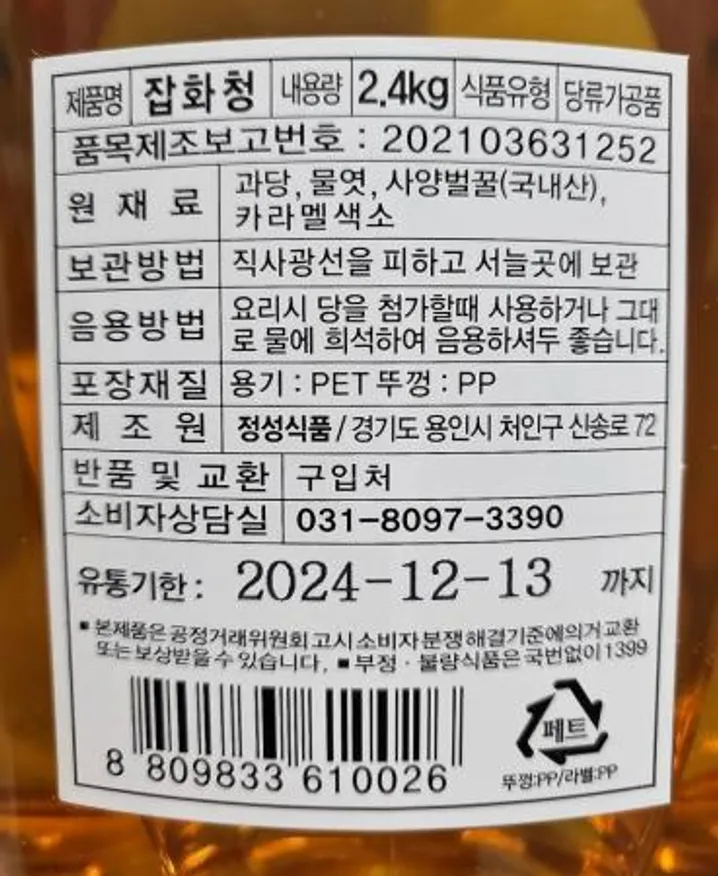 제품명 잡화청 내용량 2.4kg 식품유형 당류가공품
품목제조보고번호 : 202103631252
원 재 료 과당, 물엿, 사양벌꿀(국내산),
카라멜색소
보관방법 직사광선을 피하고 서늘곳에 보관
음용방법 요리시 당을 첨가할때 사용하거나 그대
로 물에 희석하여 음용하셔두 좋습니다.
포장재질 용기 : PET 뚜껑 : PP
제 조 원 정성식품 / 경기도 용인시 처인구 신송로 72
반품 및 교환 구입처
소비자상담실 031-8097-3390
유통기한 : 2024-12-13 까지
■ 본제품은 공정거래위원회 고시 소비자 분쟁 해결기준에의거 교환
또는 보상받을 수 있습니다, ■ 부정 · 불량식품은 국번없이 1399
8 809833 610026
페트
뚜껑:PP/라벨:PP